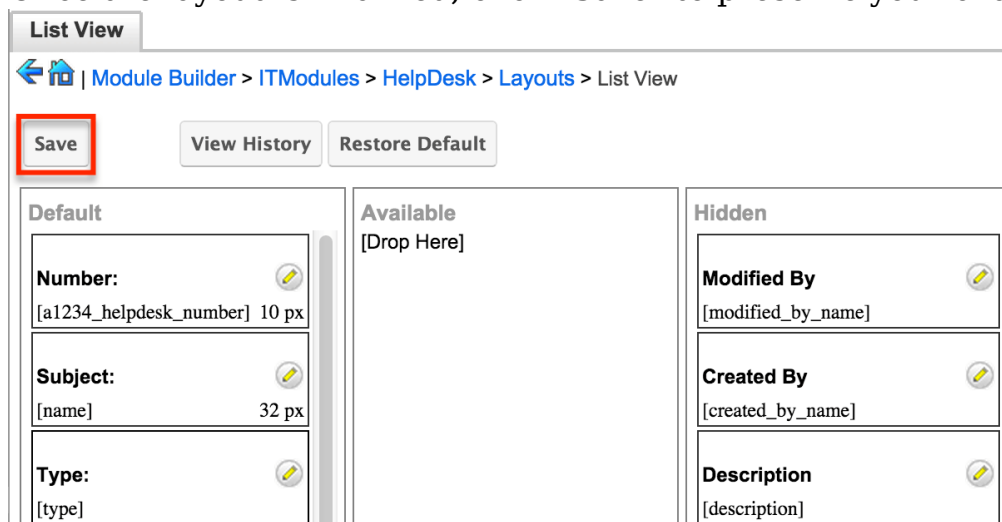 List View
| Module Builder > ITModules > HelpDesk > Layouts > List View
Save View History Restore Default
Default
Number:
[a1234_helpdesk_number] 10 px
Subject:
[name] 32 px
Type:
[type]
Available
[Drop Here]
Hidden
Modified By
[modified_by_name]
Created By
[created_by_name]
Description
[description]